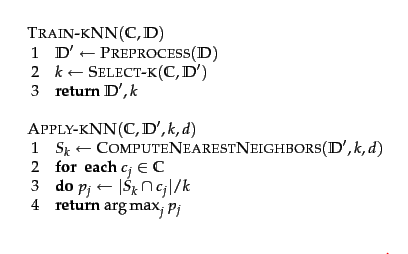 TRAIN-KNN(ℂ, 𝔻)
1 𝔻′ ← PREPROCESS(𝔻)
2 k ← SELECT-K(ℂ, 𝔻′)
3 return 𝔻′, k
APPLY-KNN(ℂ, 𝔻′, k, d)
1 Sₖ ← COMPUTENEARESTNEIGHBORS(𝔻′, k, d)
2 for each cⱼ ∈ ℂ
3 do pⱼ ← |Sₖ ∩ cⱼ|/k
4 return arg maxⱼ pⱼ